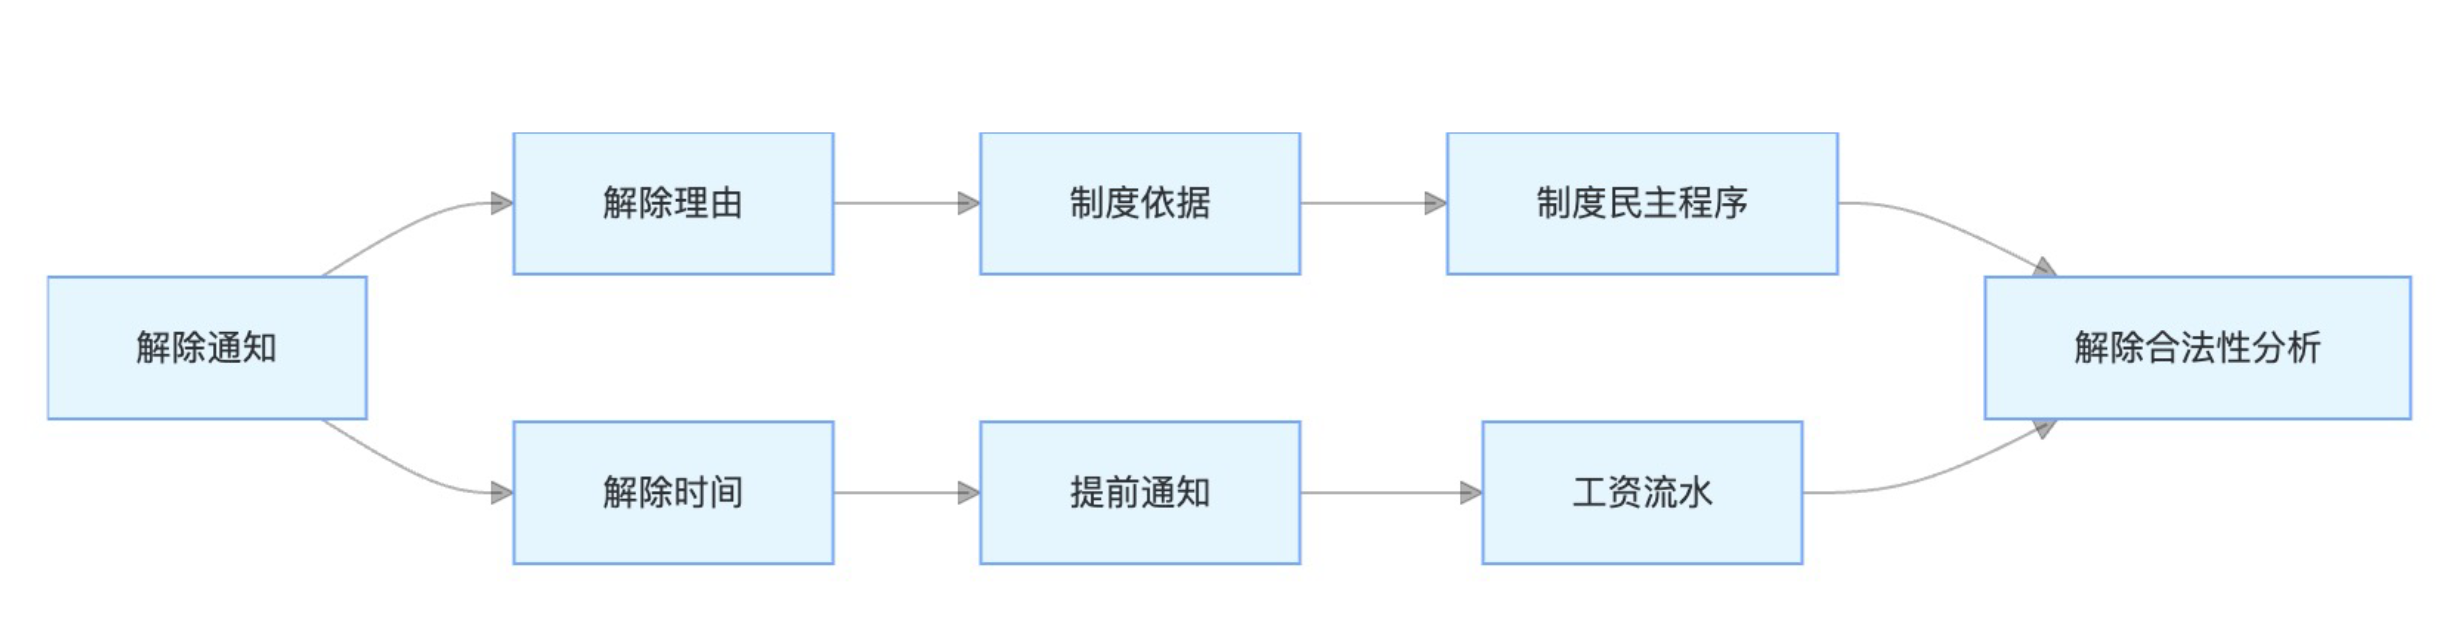 解除理由
制度依据
制度民主程序
解除通知
解除合法性分析
解除时间
提前通知
工资流水